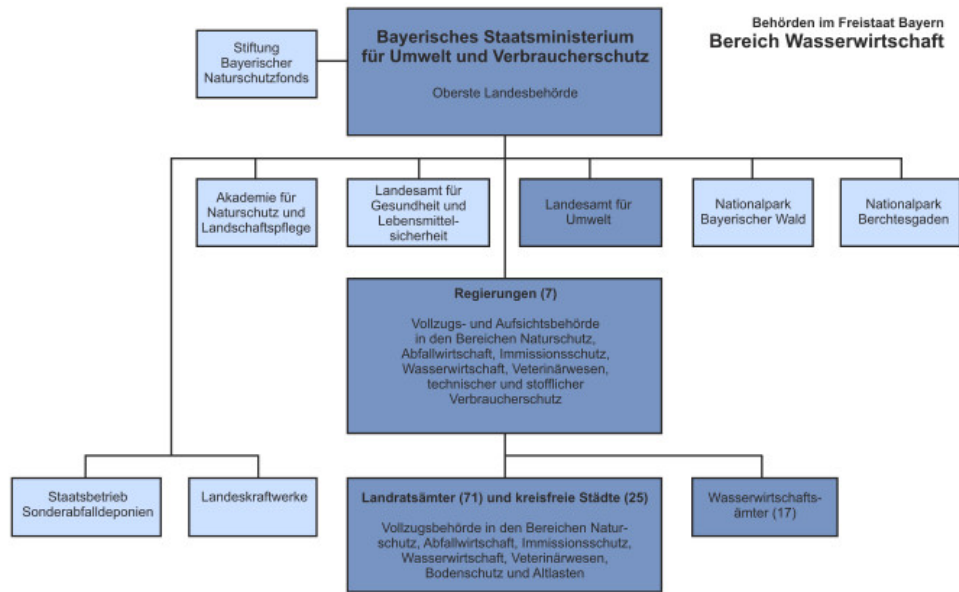 Behörden im Freistaat Bayern
Bereich Wasserwirtschaft
Stiftung
Bayerischer
Naturschutzfonds
Bayerisches Staatsministerium
für Umwelt und Verbraucherschutz
Oberste Landesbehörde
Akademie für
Naturschutz und
Landschaftspflege
Landesamt für
Gesundheit und
Lebensmittel-
sicherheit
Landesamt für
Umwelt
Nationalpark
Bayerischer Wald
Nationalpark
Berchtesgaden
Regierungen (7)
Vollzugs- und Aufsichtsbehörde
in den Bereichen Naturschutz,
Abfallwirtschaft, Immissionsschutz,
Wasserwirtschaft, Veterinärwesen,
technischer und stofflicher
Verbraucherschutz
Staatsbetrieb
Sonderabfalldeponien
Landeskraftwerke
Landratsämter (71) und kreisfreie Städte (25)
Vollzugsbehörde in den Bereichen Natur-
schutz, Abfallwirtschaft, Immissionsschutz,
Wasserwirtschaft, Veterinärwesen,
Bodenschutz und Altlasten
Wasserwirtschafts-
ämter (17)